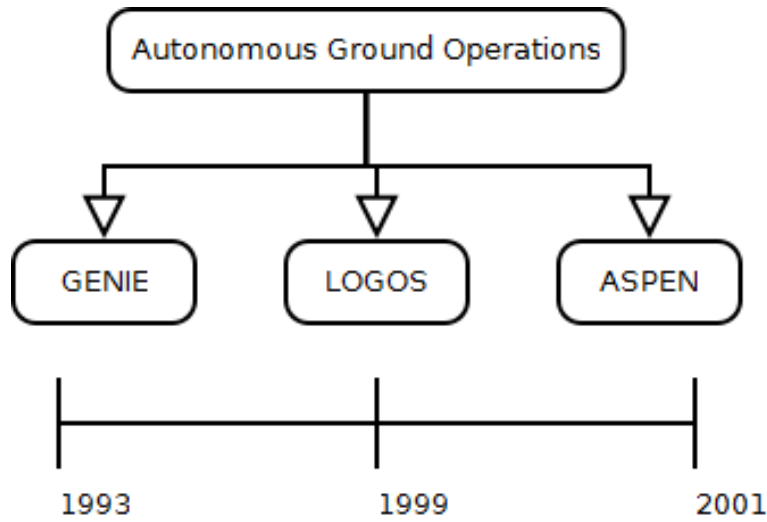 Autonomous Ground Operations
GENIE
LOGOS
ASPEN
1993
1999
2001